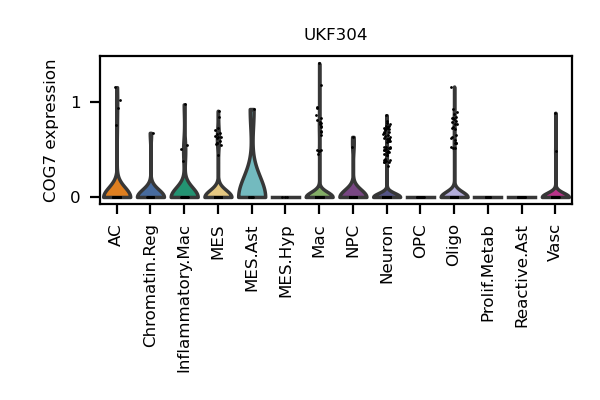 UKF304
COG7 expression
1
0
AC
Chromatin.Reg
Inflammatory.Mac
MES
MES.Ast
MES.Hyp
Mac
NPC
Neuron
OPC
Oligo
Prolif.Metab
Reactive.Ast
Vasc